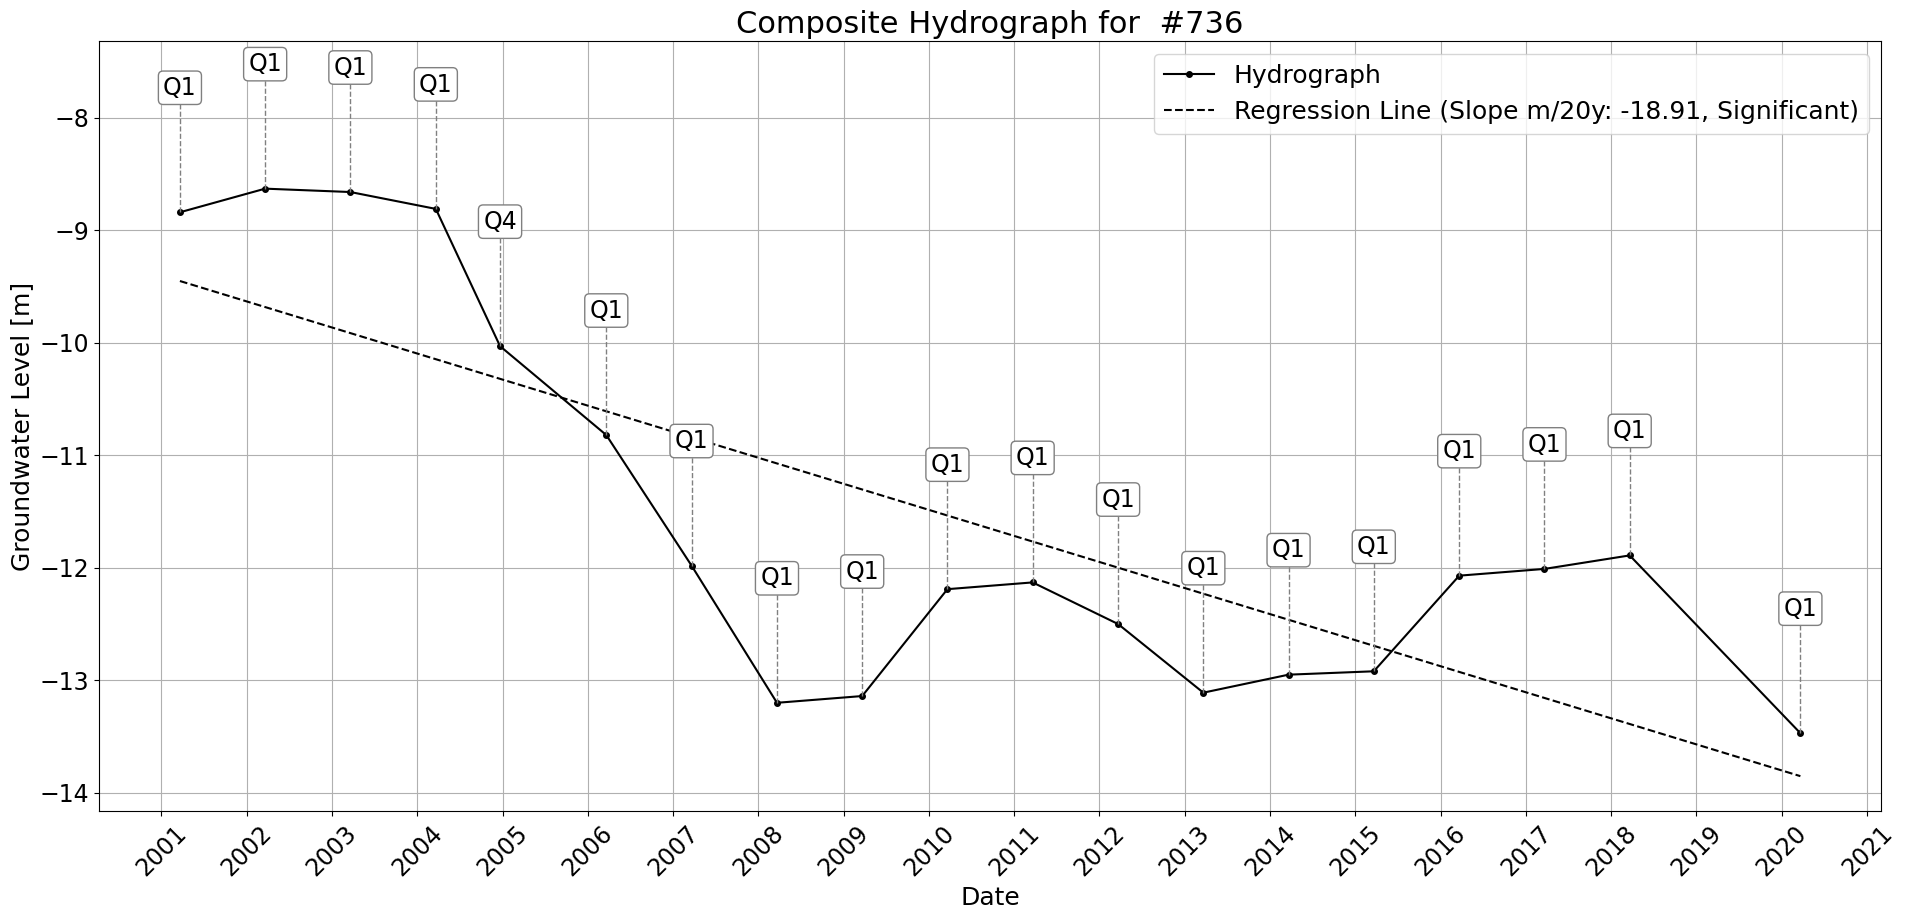 Composite Hydrograph for  #736
Hydrograph
Regression Line (Slope m/20y: -18.91, Significant)
Q1
Q1
Q1
Q1
Q4
Q1
Q1
Q1
Q1
Q1
Q1
Q1
Q1
Q1
Q1
Q1
Q1
Q1
Q1
Groundwater Level [m]
−8
−9
−10
−11
−12
−13
−14
2001
2002
2003
2004
2005
2006
2007
2008
2009
2010
2011
2012
2013
2014
2015
2016
2017
2018
2019
2020
2021
Date